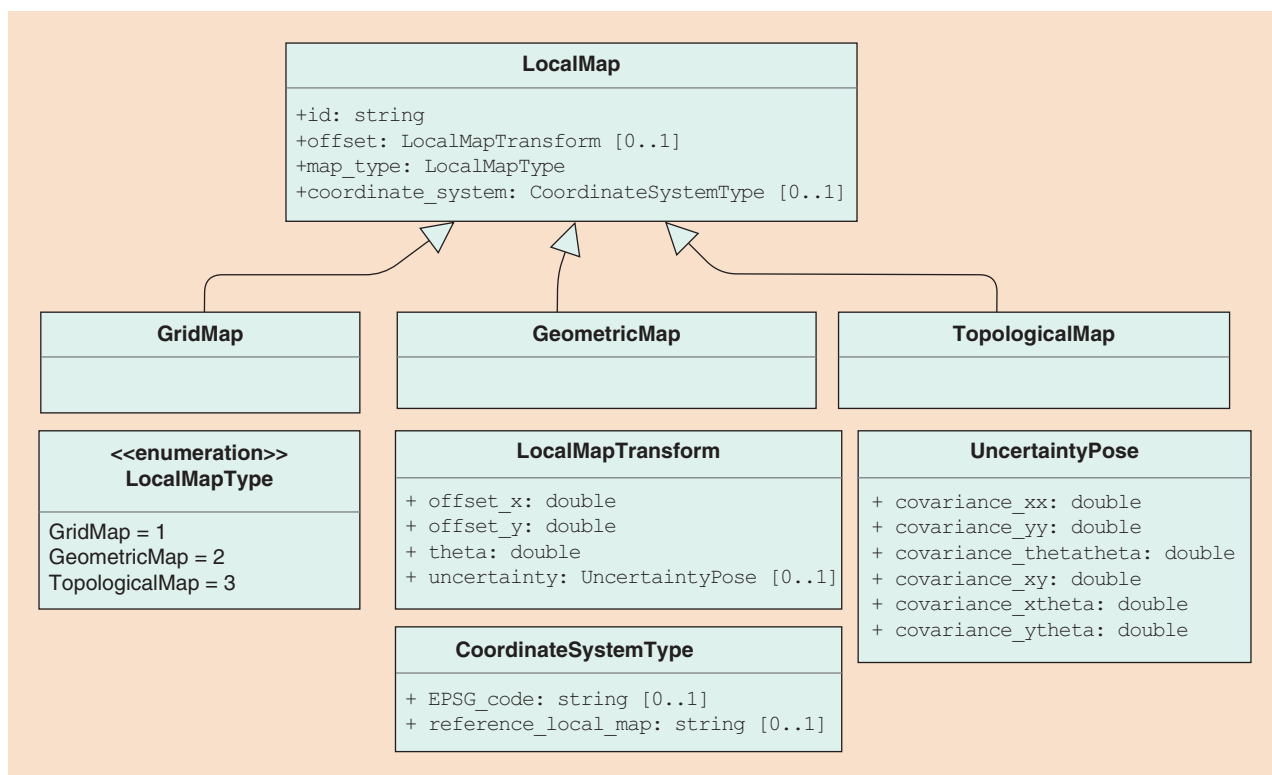 LocalMap
+id: string
+offset: LocalMapTransform [0..1]
+map_type: LocalMapType
+coordinate_system: CoordinateSystemType [0..1]
GridMap
GeometricMap
TopologicalMap
<<enumeration>>
LocalMapType
GridMap = 1
GeometricMap = 2
TopologicalMap = 3
LocalMapTransform
+ offset_x: double
+ offset_y: double
+ theta: double
+ uncertainty: UncertaintyPose [0..1]
UncertaintyPose
+ covariance_xx: double
+ covariance_yy: double
+ covariance_thetatheta: double
+ covariance_xy: double
+ covariance_xtheta: double
+ covariance_ytheta: double
CoordinateSystemType
+ EPSG_code: string [0..1]
+ reference_local_map: string [0..1]